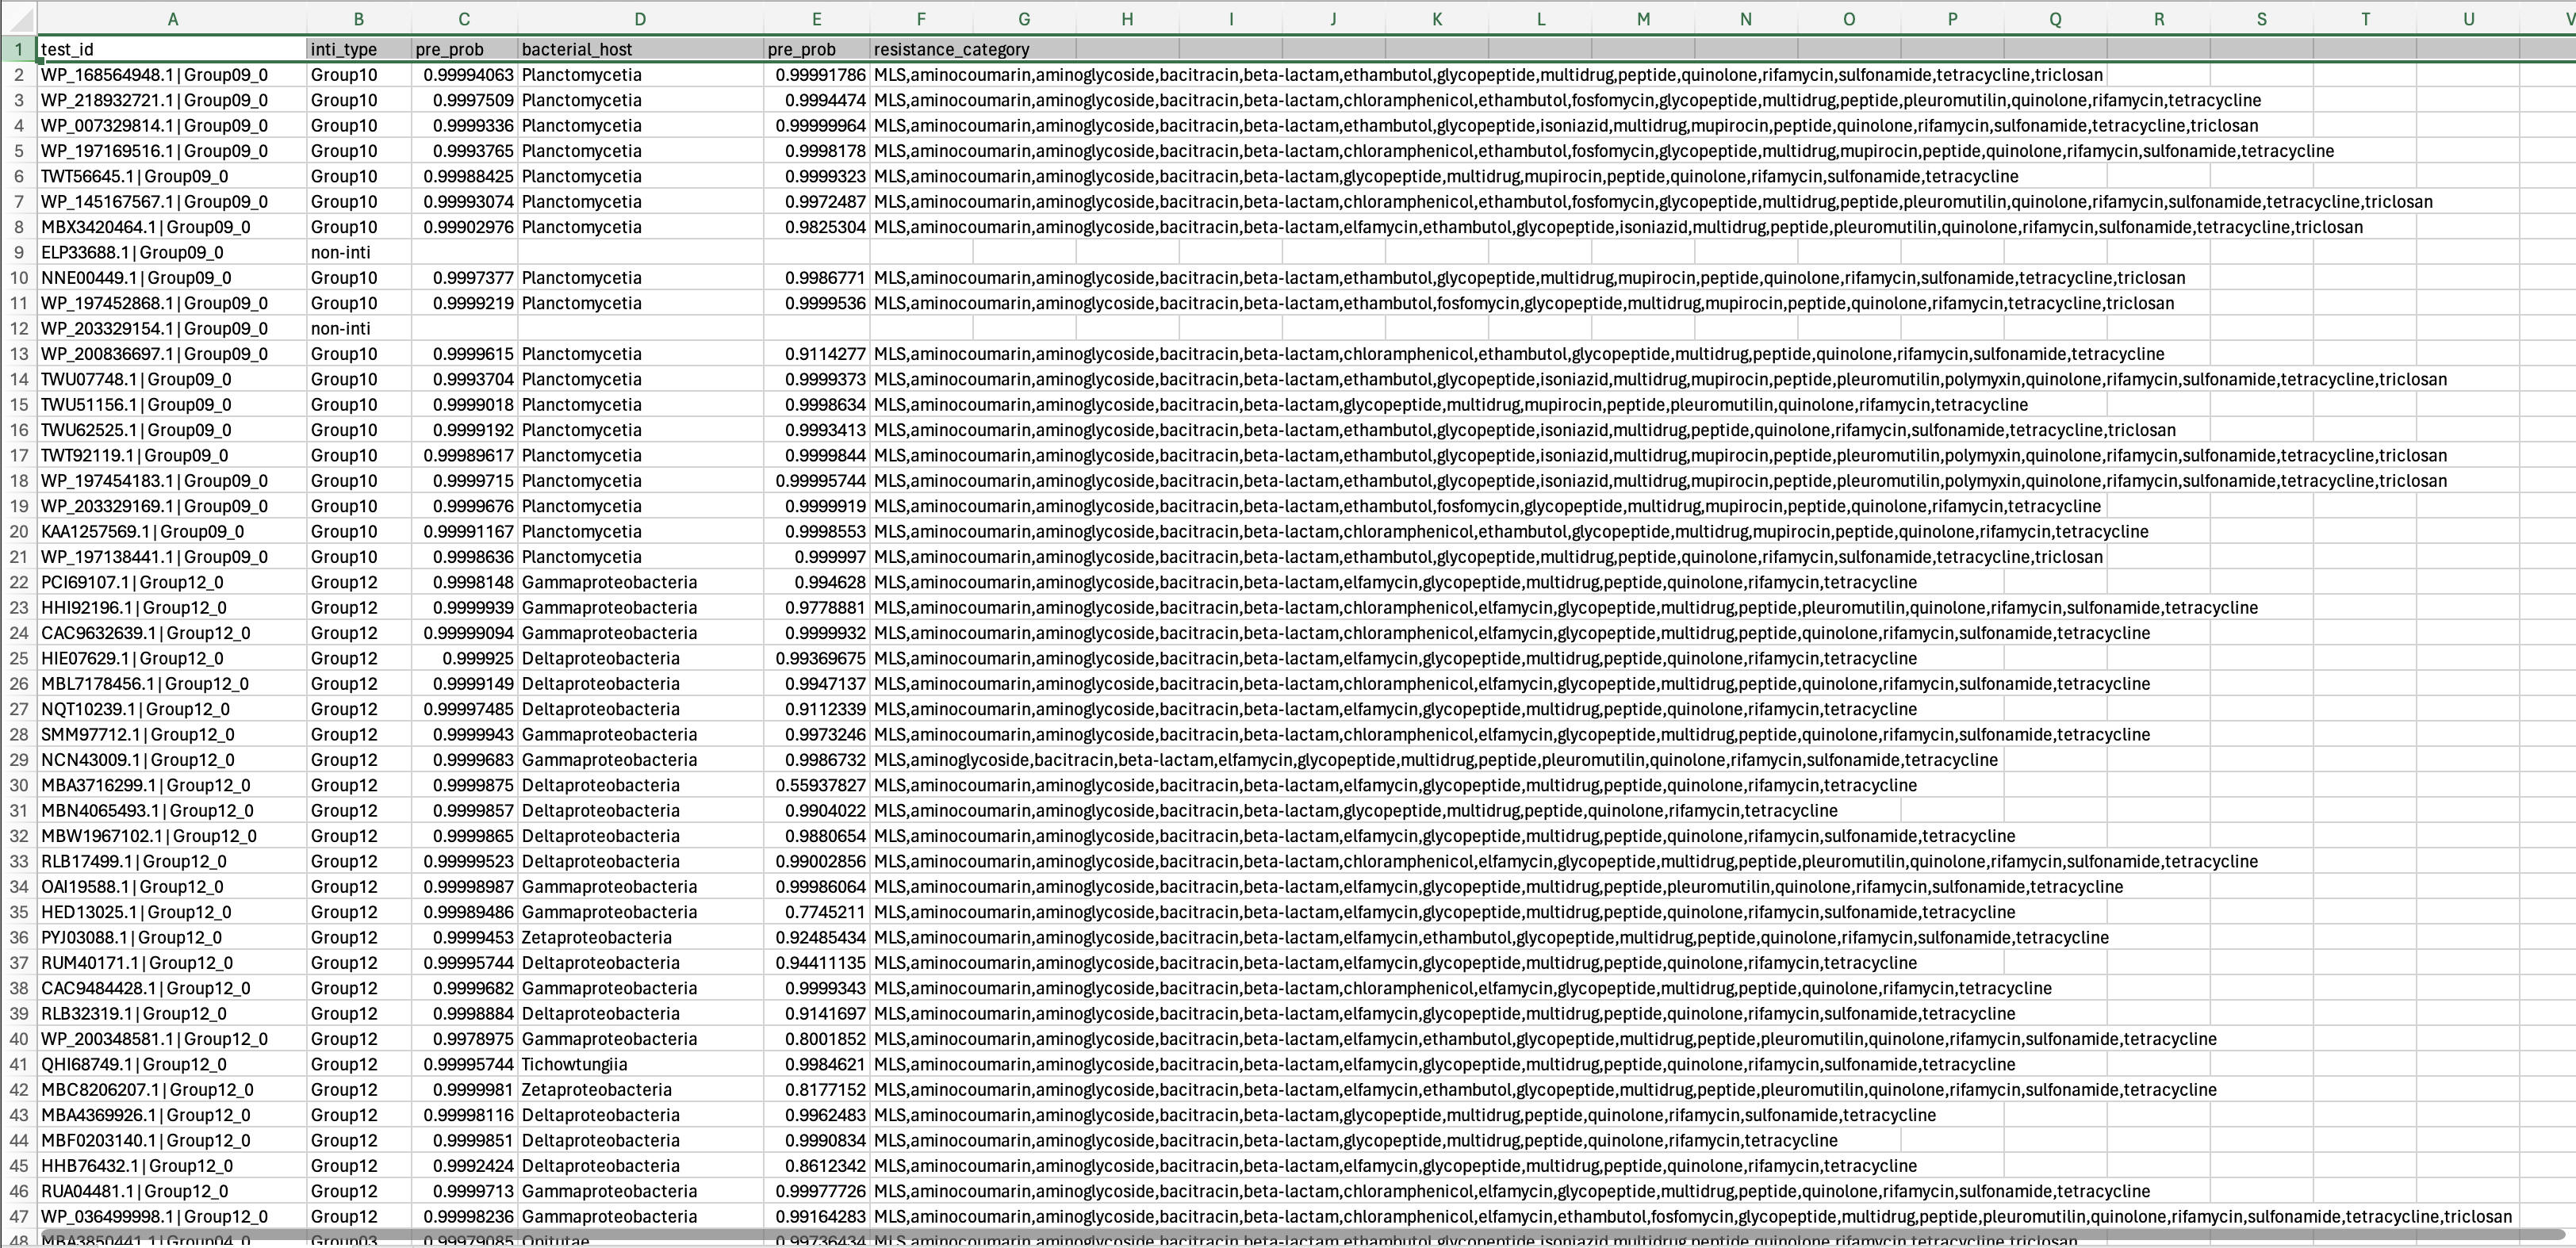 A B C D E F G H I J K L M N O P Q R S T U V
1 test_id inti_type pre_prob bacterial_host pre_prob resistance_category
2 WP_168564948.1|Group09_0 Group10 0.99994063 Planctomycetia 0.99991786 MLS,aminocoumarin,aminoglycoside,bacitracin,beta-lactam,ethambutol,glycopeptide,multidrug,peptide,quinolone,rifamycin,sulfonamide,tetracycline,triclosan
3 WP_218932721.1|Group09_0 Group10 0.9997509 Planctomycetia 0.9994474 MLS,aminocoumarin,aminoglycoside,bacitracin,beta-lactam,chloramphenicol,ethambutol,fosfomycin,glycopeptide,multidrug,peptide,pleuromutilin,quinolone,rifamycin,tetracycline
4 WP_007329814.1|Group09_0 Group10 0.9999336 Planctomycetia 0.99999964 MLS,aminocoumarin,aminoglycoside,bacitracin,beta-lactam,ethambutol,glycopeptide,isoniazid,multidrug,mupirocin,peptide,quinolone,rifamycin,sulfonamide,tetracycline,triclosan
5 WP_197169516.1|Group09_0 Group10 0.9993765 Planctomycetia 0.9998178 MLS,aminocoumarin,aminoglycoside,bacitracin,beta-lactam,chloramphenicol,ethambutol,fosfomycin,glycopeptide,multidrug,mupirocin,peptide,quinolone,rifamycin,sulfonamide,tetracycline
6 TWT56645.1|Group09_0 Group10 0.99988425 Planctomycetia 0.9999323 MLS,aminocoumarin,aminoglycoside,bacitracin,beta-lactam,glycopeptide,multidrug,mupirocin,peptide,quinolone,rifamycin,sulfonamide,tetracycline
7 WP_145167567.1|Group09_0 Group10 0.99993074 Planctomycetia 0.9972487 MLS,aminocoumarin,aminoglycoside,bacitracin,beta-lactam,chloramphenicol,ethambutol,fosfomycin,glycopeptide,multidrug,peptide,pleuromutilin,quinolone,rifamycin,sulfonamide,tetracycline,triclosan
8 MBX3420464.1|Group09_0 Group10 0.99902976 Planctomycetia 0.9825304 MLS,aminocoumarin,aminoglycoside,bacitracin,beta-lactam,elfamycin,ethambutol,glycopeptide,isoniazid,multidrug,peptide,pleuromutilin,quinolone,rifamycin,sulfonamide,tetracycline,triclosan
9 ELP33688.1|Group09_0 non-inti
10 NNE00449.1|Group09_0 Group10 0.9997377 Planctomycetia 0.9986771 MLS,aminocoumarin,aminoglycoside,bacitracin,beta-lactam,ethambutol,glycopeptide,multidrug,mupirocin,peptide,quinolone,rifamycin,sulfonamide,tetracycline,triclosan
11 WP_197452868.1|Group09_0 Group10 0.9999219 Planctomycetia 0.9999536 MLS,aminocoumarin,aminoglycoside,bacitracin,beta-lactam,ethambutol,fosfomycin,glycopeptide,multidrug,mupirocin,peptide,quinolone,rifamycin,tetracycline,triclosan
12 WP_203329154.1|Group09_0 non-inti
13 WP_200836697.1|Group09_0 Group10 0.9999615 Planctomycetia 0.9114277 MLS,aminocoumarin,aminoglycoside,bacitracin,beta-lactam,chloramphenicol,ethambutol,glycopeptide,multidrug,peptide,quinolone,rifamycin,sulfonamide,tetracycline
14 TWU07748.1|Group09_0 Group10 0.9993704 Planctomycetia 0.9999373 MLS,aminocoumarin,aminoglycoside,bacitracin,beta-lactam,ethambutol,glycopeptide,isoniazid,multidrug,mupirocin,peptide,pleuromutilin,polymyxin,quinolone,rifamycin,sulfonamide,tetracycline,triclosan
15 TWU51156.1|Group09_0 Group10 0.9999018 Planctomycetia 0.9998634 MLS,aminocoumarin,aminoglycoside,bacitracin,beta-lactam,glycopeptide,multidrug,mupirocin,peptide,pleuromutilin,quinolone,rifamycin,tetracycline
16 TWU62525.1|Group09_0 Group10 0.9999192 Planctomycetia 0.9993413 MLS,aminocoumarin,aminoglycoside,bacitracin,beta-lactam,ethambutol,glycopeptide,isoniazid,multidrug,peptide,quinolone,rifamycin,sulfonamide,tetracycline,triclosan
17 TWT92119.1|Group09_0 Group10 0.99989617 Planctomycetia 0.9999844 MLS,aminocoumarin,aminoglycoside,bacitracin,beta-lactam,ethambutol,glycopeptide,isoniazid,multidrug,mupirocin,peptide,pleuromutilin,polymyxin,quinolone,rifamycin,sulfonamide,tetracycline,triclosan
18 WP_197454183.1|Group09_0 Group10 0.9999715 Planctomycetia 0.99995744 MLS,aminocoumarin,aminoglycoside,bacitracin,beta-lactam,ethambutol,glycopeptide,isoniazid,multidrug,mupirocin,peptide,pleuromutilin,polymyxin,quinolone,rifamycin,sulfonamide,tetracycline,triclosan
19 WP_203329169.1|Group09_0 Group10 0.9999676 Planctomycetia 0.9999919 MLS,aminocoumarin,aminoglycoside,bacitracin,beta-lactam,ethambutol,fosfomycin,glycopeptide,multidrug,mupirocin,peptide,quinolone,rifamycin,tetracycline
20 KAA1257569.1|Group09_0 Group10 0.99991167 Planctomycetia 0.9998553 MLS,aminocoumarin,aminoglycoside,bacitracin,beta-lactam,chloramphenicol,ethambutol,glycopeptide,multidrug,mupirocin,peptide,quinolone,rifamycin,tetracycline
21 WP_197138441.1|Group09_0 Group10 0.9998636 Planctomycetia 0.999997 MLS,aminocoumarin,aminoglycoside,bacitracin,beta-lactam,ethambutol,glycopeptide,multidrug,peptide,quinolone,rifamycin,sulfonamide,tetracycline,triclosan
22 PCI69107.1|Group12_0 Group12 0.9998148 Gammaproteobacteria 0.994628 MLS,aminocoumarin,aminoglycoside,bacitracin,beta-lactam,elfamycin,glycopeptide,multidrug,peptide,quinolone,rifamycin,tetracycline
23 HHI92196.1|Group12_0 Group12 0.9999939 Gammaproteobacteria 0.9778881 MLS,aminocoumarin,aminoglycoside,bacitracin,beta-lactam,chloramphenicol,elfamycin,glycopeptide,multidrug,peptide,pleuromutilin,quinolone,rifamycin,sulfonamide,tetracycline
24 CAC9632639.1|Group12_0 Group12 0.99999094 Gammaproteobacteria 0.9999932 MLS,aminocoumarin,aminoglycoside,bacitracin,beta-lactam,chloramphenicol,elfamycin,glycopeptide,multidrug,peptide,quinolone,rifamycin,sulfonamide,tetracycline
25 HIE07629.1|Group12_0 Group12 0.999925 Deltaproteobacteria 0.99369675 MLS,aminocoumarin,aminoglycoside,bacitracin,beta-lactam,elfamycin,glycopeptide,multidrug,peptide,quinolone,rifamycin,tetracycline
26 MBL7178456.1|Group12_0 Group12 0.9999149 Deltaproteobacteria 0.9947137 MLS,aminocoumarin,aminoglycoside,bacitracin,beta-lactam,chloramphenicol,elfamycin,glycopeptide,multidrug,peptide,quinolone,rifamycin,sulfonamide,tetracycline
27 NQT10239.1|Group12_0 Group12 0.99997485 Deltaproteobacteria 0.9112339 MLS,aminocoumarin,aminoglycoside,bacitracin,beta-lactam,elfamycin,glycopeptide,multidrug,peptide,quinolone,rifamycin,tetracycline
28 SMM97712.1|Group12_0 Group12 0.9999943 Gammaproteobacteria 0.9973246 MLS,aminocoumarin,aminoglycoside,bacitracin,beta-lactam,chloramphenicol,elfamycin,glycopeptide,multidrug,peptide,quinolone,rifamycin,sulfonamide,tetracycline
29 NCN43009.1|Group12_0 Group12 0.9999683 Gammaproteobacteria 0.9986732 MLS,aminoglycoside,bacitracin,beta-lactam,elfamycin,glycopeptide,multidrug,peptide,pleuromutilin,quinolone,rifamycin,sulfonamide,tetracycline
30 MBA3716299.1|Group12_0 Group12 0.9999875 Deltaproteobacteria 0.55937827 MLS,aminocoumarin,aminoglycoside,bacitracin,beta-lactam,elfamycin,glycopeptide,multidrug,peptide,quinolone,rifamycin,tetracycline
31 MBN4065493.1|Group12_0 Group12 0.9999857 Deltaproteobacteria 0.9904022 MLS,aminocoumarin,aminoglycoside,bacitracin,beta-lactam,glycopeptide,multidrug,peptide,quinolone,rifamycin,tetracycline
32 MBW1967102.1|Group12_0 Group12 0.9999865 Deltaproteobacteria 0.9880654 MLS,aminocoumarin,aminoglycoside,bacitracin,beta-lactam,elfamycin,glycopeptide,multidrug,peptide,quinolone,rifamycin,sulfonamide,tetracycline
33 RLB17499.1|Group12_0 Group12 0.99999523 Deltaproteobacteria 0.99002856 MLS,aminocoumarin,aminoglycoside,bacitracin,beta-lactam,chloramphenicol,elfamycin,glycopeptide,multidrug,peptide,pleuromutilin,quinolone,rifamycin,sulfonamide,tetracycline
34 OAI19588.1|Group12_0 Group12 0.99998987 Gammaproteobacteria 0.99986064 MLS,aminocoumarin,aminoglycoside,bacitracin,beta-lactam,elfamycin,glycopeptide,multidrug,peptide,pleuromutilin,quinolone,rifamycin,sulfonamide,tetracycline
35 HED13025.1|Group12_0 Group12 0.99989486 Gammaproteobacteria 0.7745211 MLS,aminocoumarin,aminoglycoside,bacitracin,beta-lactam,elfamycin,glycopeptide,multidrug,peptide,quinolone,rifamycin,sulfonamide,tetracycline
36 PYJ03088.1|Group12_0 Group12 0.9999453 Zetaproteobacteria 0.92485434 MLS,aminocoumarin,aminoglycoside,bacitracin,beta-lactam,elfamycin,ethambutol,glycopeptide,multidrug,peptide,quinolone,rifamycin,sulfonamide,tetracycline
37 RUM40171.1|Group12_0 Group12 0.99995744 Deltaproteobacteria 0.94411135 MLS,aminocoumarin,aminoglycoside,bacitracin,beta-lactam,elfamycin,glycopeptide,multidrug,peptide,quinolone,rifamycin,tetracycline
38 CAC9484428.1|Group12_0 Group12 0.9999682 Gammaproteobacteria 0.9999343 MLS,aminocoumarin,aminoglycoside,bacitracin,beta-lactam,chloramphenicol,elfamycin,glycopeptide,multidrug,peptide,quinolone,rifamycin,tetracycline
39 RLB32319.1|Group12_0 Group12 0.9998884 Deltaproteobacteria 0.9141697 MLS,aminocoumarin,aminoglycoside,bacitracin,beta-lactam,elfamycin,glycopeptide,multidrug,peptide,quinolone,rifamycin,sulfonamide,tetracycline
40 WP_200348581.1|Group12_0 Group12 0.9978975 Gammaproteobacteria 0.8001852 MLS,aminocoumarin,aminoglycoside,bacitracin,beta-lactam,elfamycin,ethambutol,glycopeptide,multidrug,peptide,pleuromutilin,quinolone,rifamycin,sulfonamide,tetracycline
41 QHI68749.1|Group12_0 Group12 0.99995744 Tichowtungiia 0.9984621 MLS,aminocoumarin,aminoglycoside,bacitracin,beta-lactam,elfamycin,glycopeptide,multidrug,peptide,quinolone,rifamycin,sulfonamide,tetracycline
42 MBC8206207.1|Group12_0 Group12 0.9999981 Zetaproteobacteria 0.8177152 MLS,aminocoumarin,aminoglycoside,bacitracin,beta-lactam,elfamycin,ethambutol,glycopeptide,multidrug,peptide,pleuromutilin,quinolone,rifamycin,sulfonamide,tetracycline
43 MBA4369926.1|Group12_0 Group12 0.99998116 Deltaproteobacteria 0.9962483 MLS,aminocoumarin,aminoglycoside,bacitracin,beta-lactam,glycopeptide,multidrug,peptide,quinolone,rifamycin,sulfonamide,tetracycline
44 MBF0203140.1|Group12_0 Group12 0.9999851 Deltaproteobacteria 0.9990834 MLS,aminocoumarin,aminoglycoside,bacitracin,beta-lactam,glycopeptide,multidrug,peptide,quinolone,rifamycin,tetracycline
45 HHB76432.1|Group12_0 Group12 0.9992424 Deltaproteobacteria 0.8612342 MLS,aminocoumarin,aminoglycoside,bacitracin,beta-lactam,elfamycin,glycopeptide,multidrug,peptide,quinolone,rifamycin,tetracycline
46 RUA04481.1|Group12_0 Group12 0.9999713 Gammaproteobacteria 0.99977726 MLS,aminocoumarin,aminoglycoside,bacitracin,beta-lactam,chloramphenicol,elfamycin,glycopeptide,multidrug,peptide,quinolone,rifamycin,sulfonamide,tetracycline
47 WP_036499998.1|Group12_0 Group12 0.99998236 Gammaproteobacteria 0.99164283 MLS,aminocoumarin,aminoglycoside,bacitracin,beta-lactam,chloramphenicol,elfamycin,ethambutol,fosfomycin,glycopeptide,multidrug,peptide,pleuromutilin,quinolone,rifamycin,sulfonamide,tetracycline,triclosan
48 MLS,aminocoumarin,aminoglycoside,bacitracin,beta-lactam,elfamycin,ethambutol,glycopeptide,isoniazid,multidrug,peptide,quinolone,rifamycin,tetracycline,triclosan